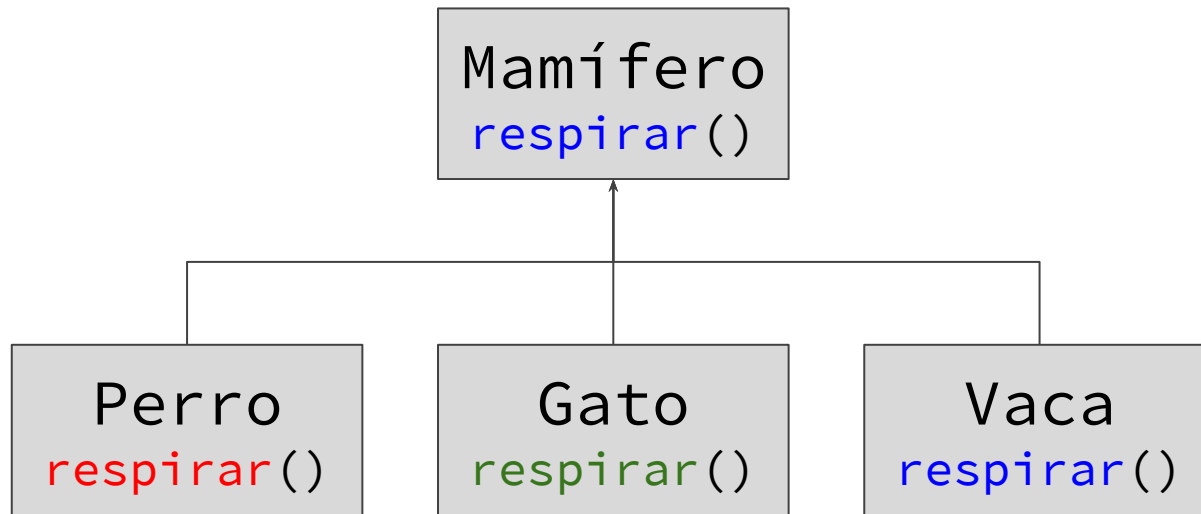 Mamífero
respirar()
Perro
respirar()
Gato
respirar()
Vaca
respirar()